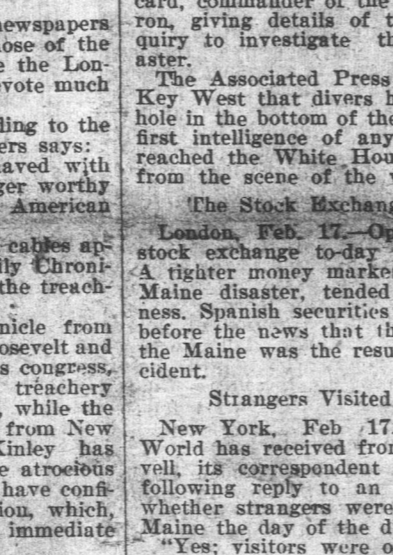 newspapers
ose of the
e the Lon-
evote much
ling to the
ers says:
aved with
ger worthy
American
cables ap-
ily Chroni-
the treach-
nicle from
osevelt and
s congress,
treachery
, while the
from New
Kinley has
e atrocious
have confi-
ion, which,
immediate
card, commander of the
ron, giving details of t
quiry to investigate th
aster.
The Associated Press
Key West that divers h
hole in the bottom of the
first intelligence of any
reached the White Hou
from the scene of the w
The Stock Exchang
London, Feb. 17.—Op
stock exchange to-day
A tighter money marke
Maine disaster, tended
ness. Spanish securities
before the news that th
the Maine was the resu
cident.
Strangers Visited
New York, Feb 17.
World has received from
vell, its correspondent
following reply to an
whether strangers were
Maine the day of the d
"Yes; visitors were o